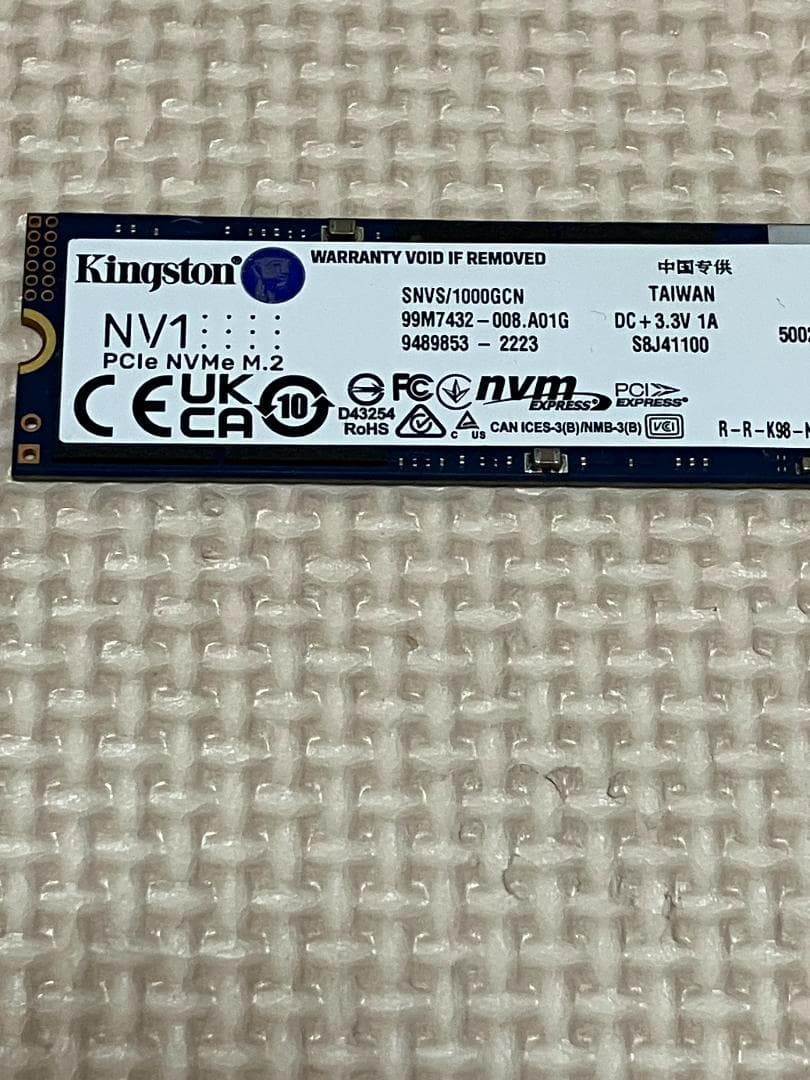 Kingston®
WARRANTY VOID IF REMOVED
NV1
PCIe NVMe M.2
SNVS/1000GCN
99M7432-008.A01G
9489853 - 2223
中国专供
TAIWAN
DC+3.3V 1A
S8J41100
5002
CE
UK
CA
10
D43254
RoHS
FC
nvm
EXPRESS®
PCI
EXPRESS®
c US
CAN ICES-3(B)/NMB-3(B)
VCI
R-R-K98-N